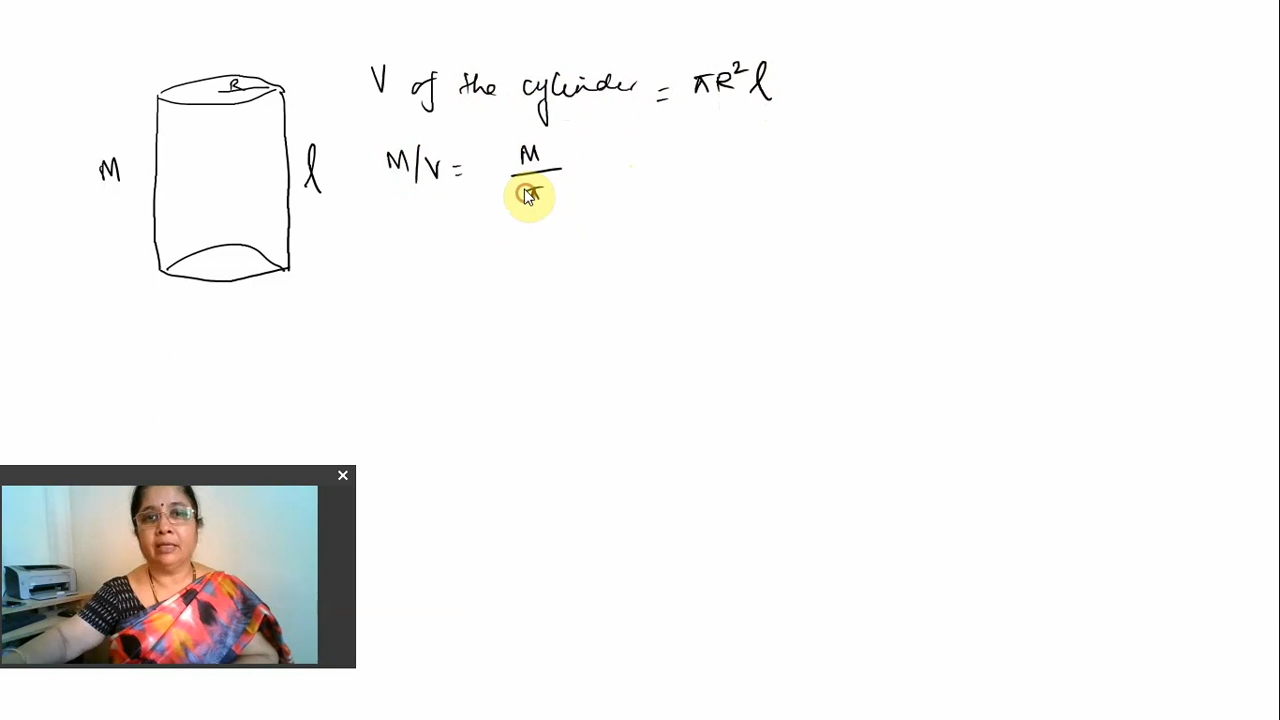 R
V of the cylinder = πR²l
M
l
M/V = M/π